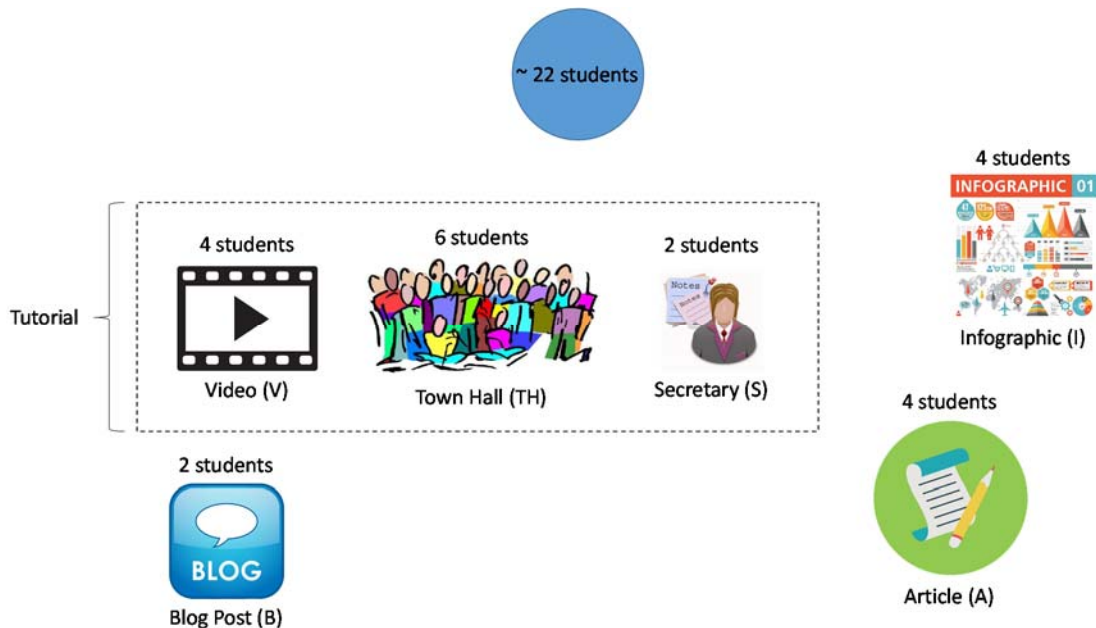 ~ 22 students
4 students
INFOGRAPHIC 01
Infographic (I)
Tutorial
4 students
Video (V)
6 students
Town Hall (TH)
2 students
Notes
Notes
Secretary (S)
4 students
Article (A)
2 students
BLOG
Blog Post (B)